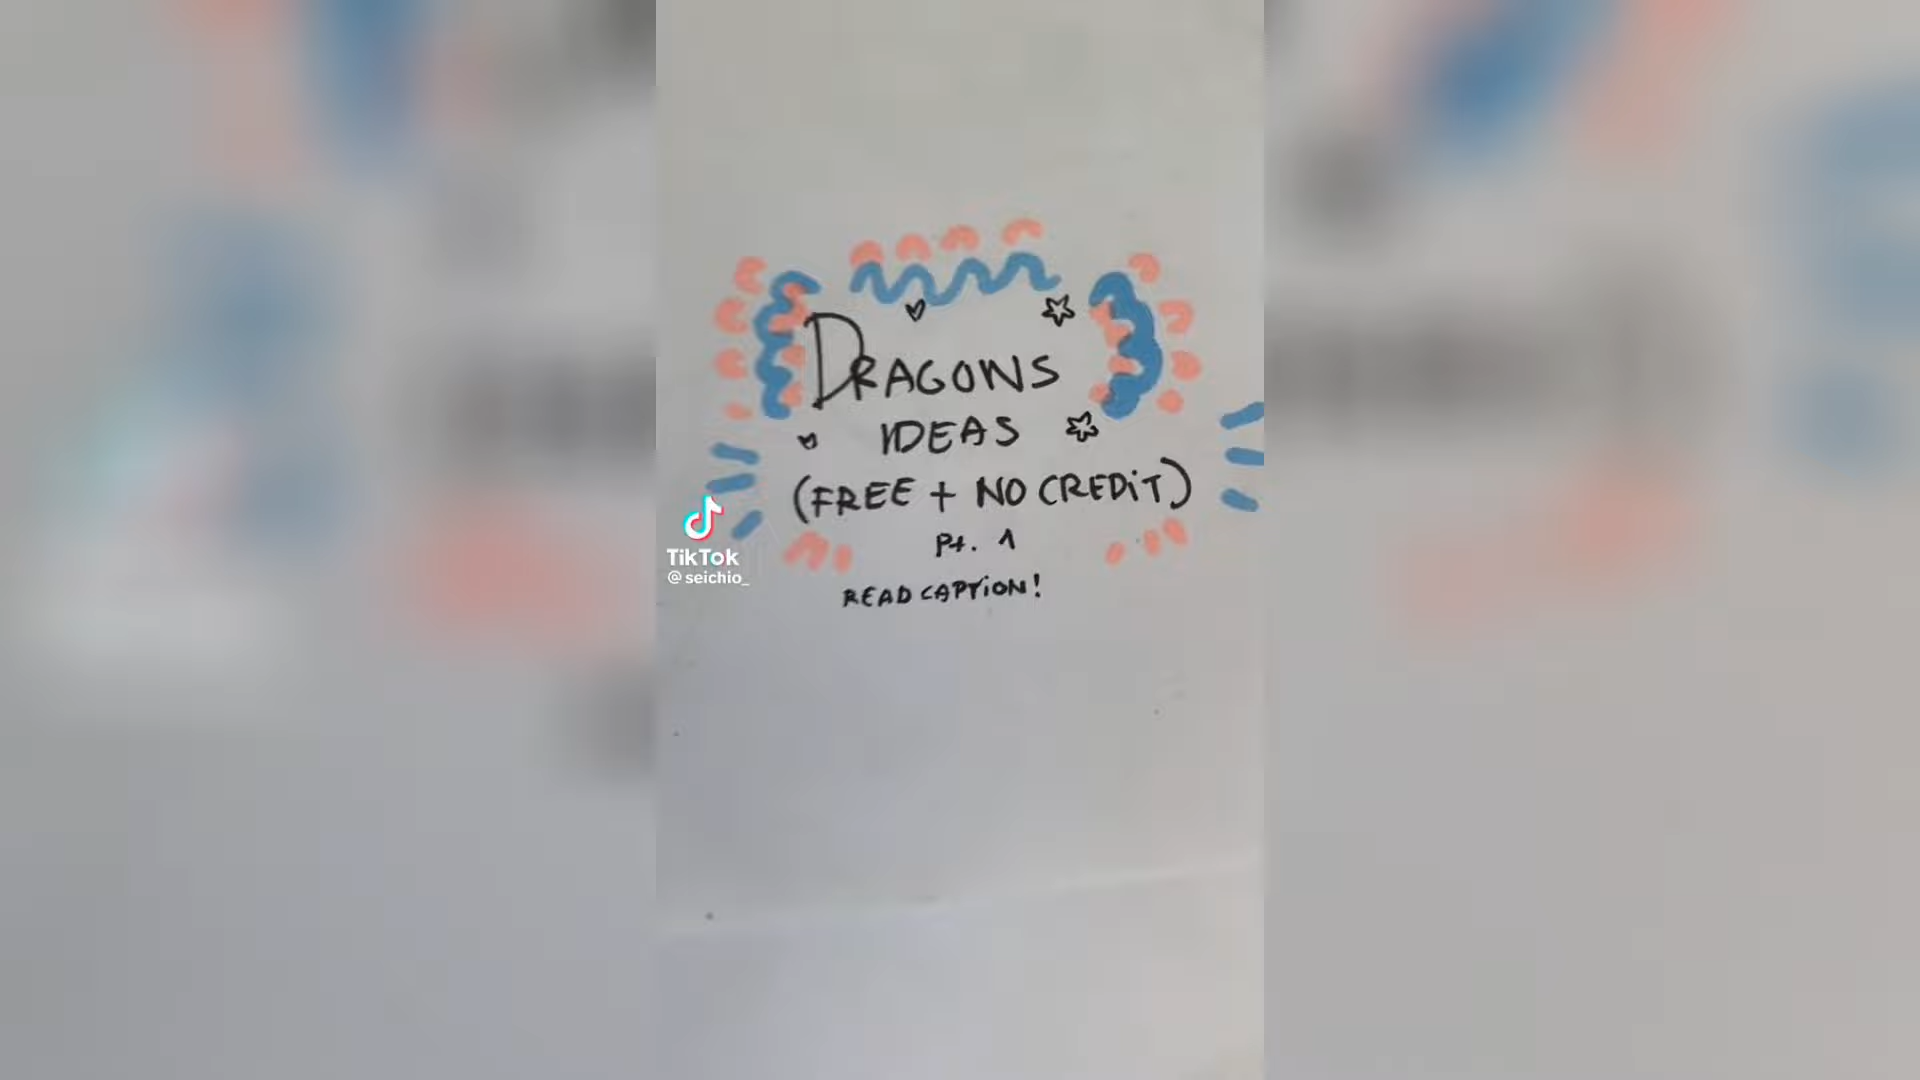 DRAGONS
IDEAS
(FREE + NO CREDIT)
Pt. 1
READ CAPTION!
TikTok
@seichio_